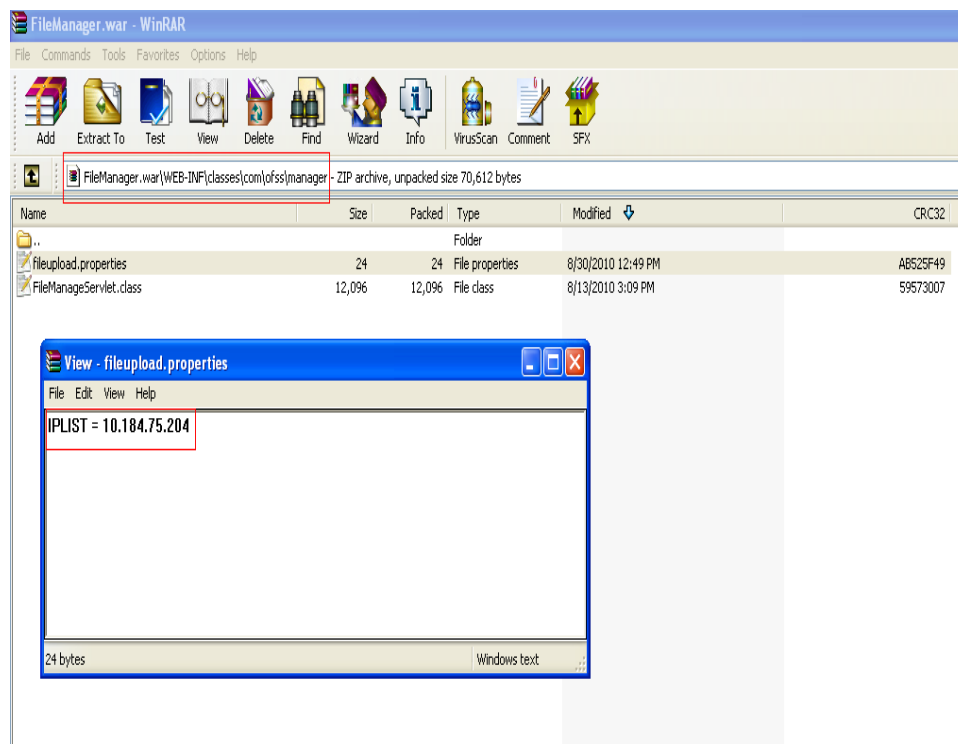 FileManager.war - WinRAR
File Commands Tools Favorites Options Help
Add Extract To Test View Delete Find Wizard Info VirusScan Comment SFX
FileManager.war\WEB-INF\classes\com\ofss\manager - ZIP archive, unpacked size 70,612 bytes
Name Size Packed Type Modified CRC32
.. Folder
fileupload.properties 24 24 File properties 8/30/2010 12:49 PM AB525F49
FileManageServlet.class 12,096 12,096 File class 8/13/2010 3:09 PM 59573007
View - fileupload.properties
File Edit View Help
IPLIST = 10.184.75.204
24 bytes Windows text